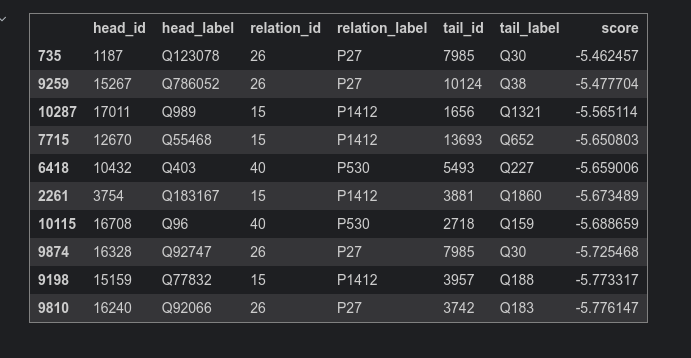 head_id head_label relation_id relation_label tail_id tail_label score
735 1187 Q123078 26 P27 7985 Q30 -5.462457
9259 15267 Q786052 26 P27 10124 Q38 -5.477704
10287 17011 Q989 15 P1412 1656 Q1321 -5.565114
7715 12670 Q55468 15 P1412 13693 Q652 -5.650803
6418 10432 Q403 40 P530 5493 Q227 -5.659006
2261 3754 Q183167 15 P1412 3881 Q1860 -5.673489
10115 16708 Q96 40 P530 2718 Q159 -5.688659
9874 16328 Q92747 26 P27 7985 Q30 -5.725468
9198 15159 Q77832 15 P1412 3957 Q188 -5.773317
9810 16240 Q92066 26 P27 3742 Q183 -5.776147